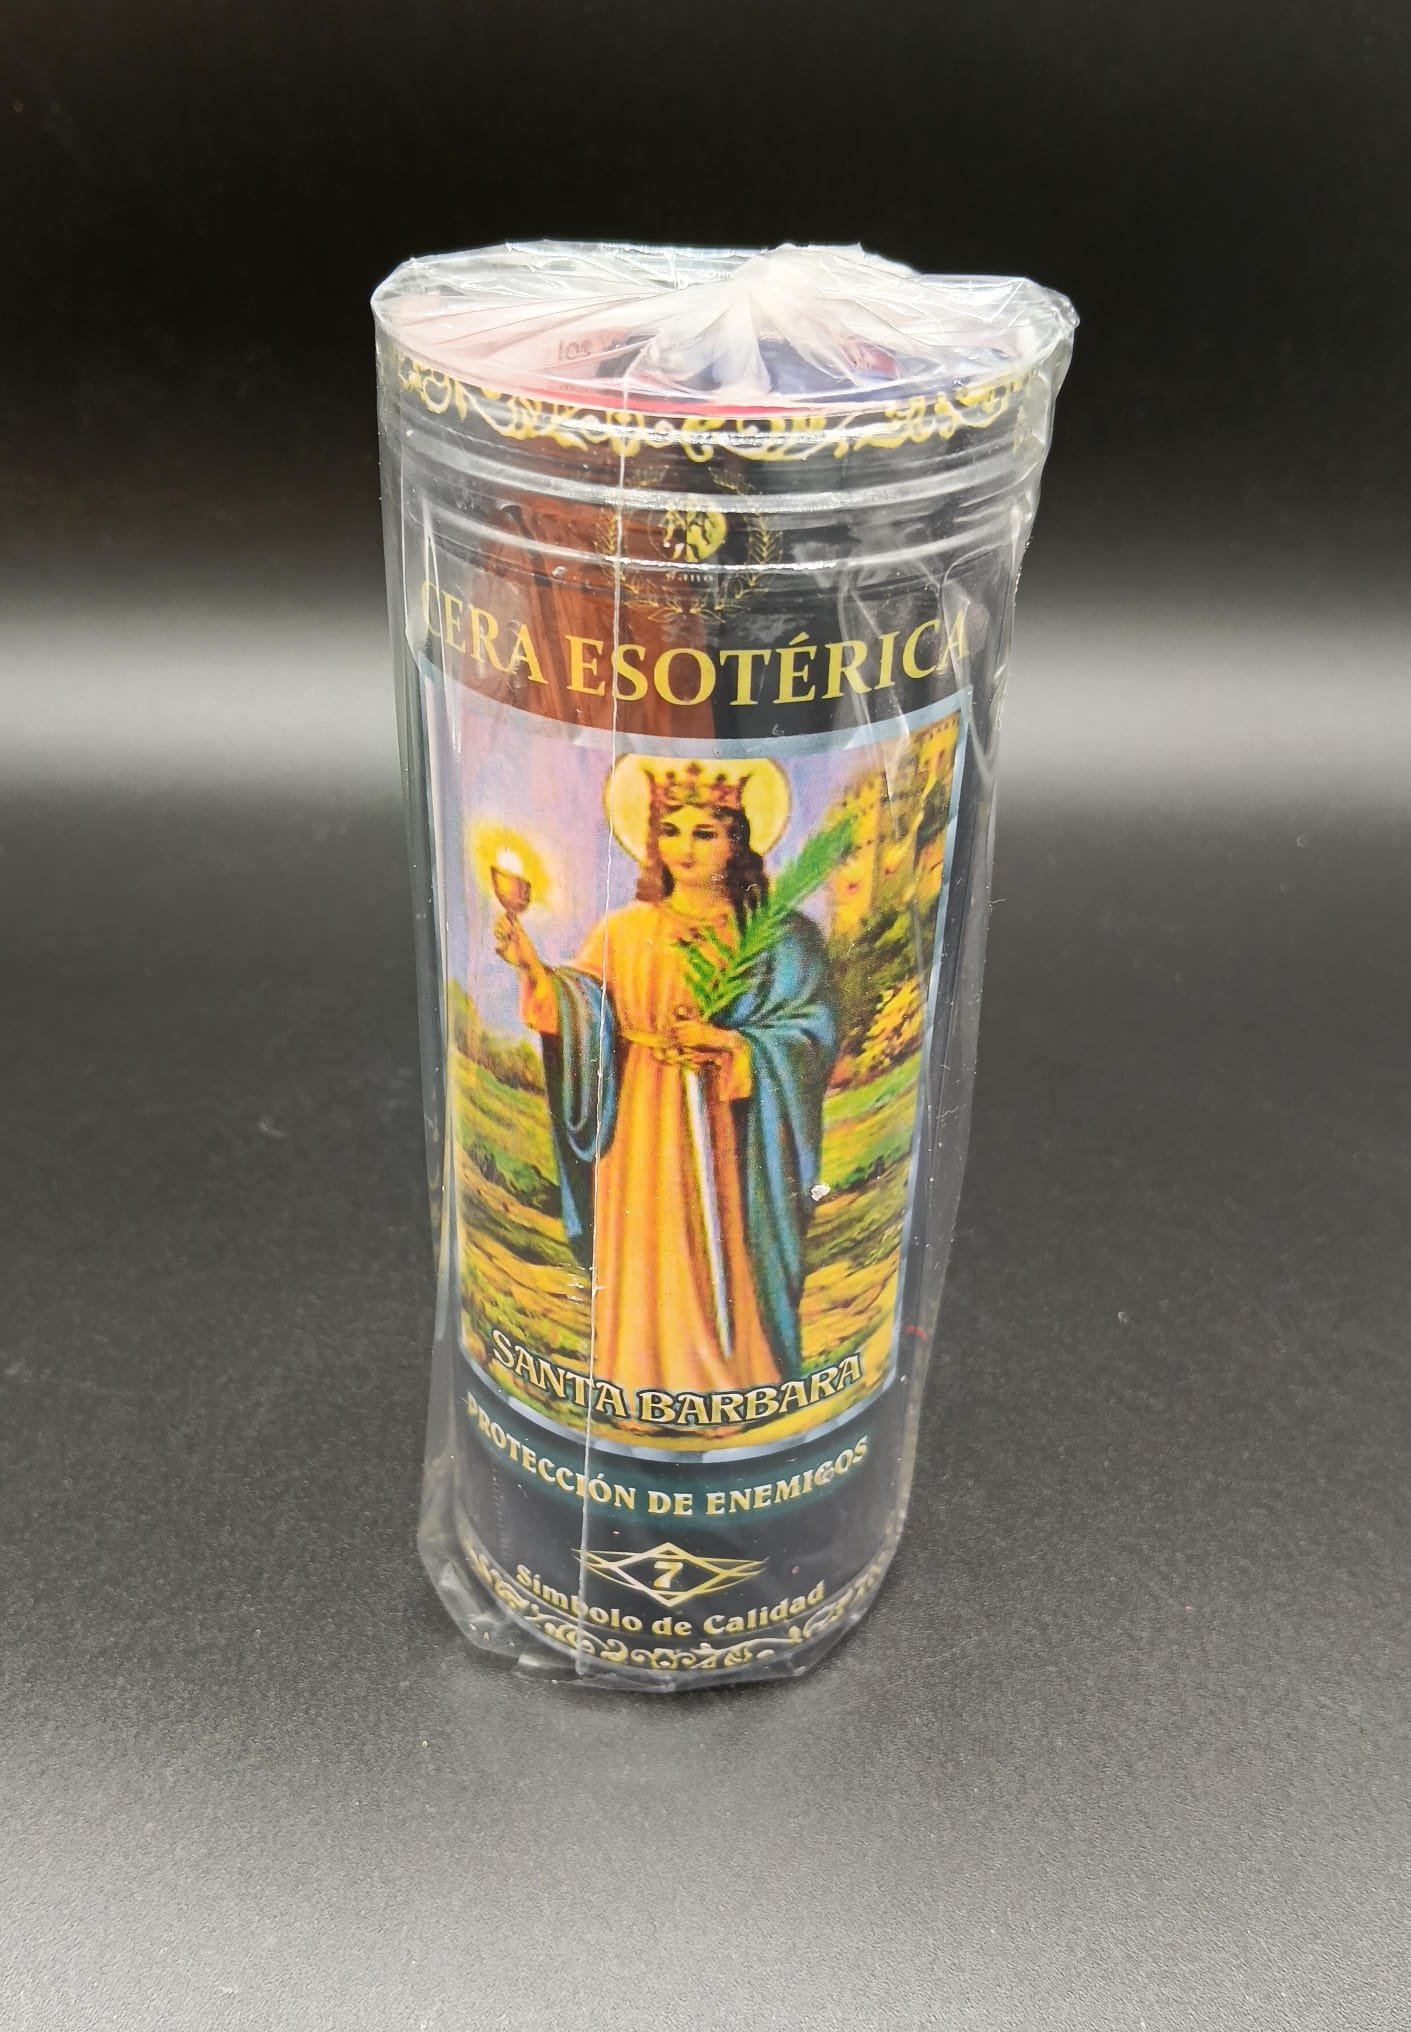 CERA ESOTÉRICA
SANTA BARBARA
PROTECCIÓN DE ENEMIGOS
7
Símbolo de Calidad